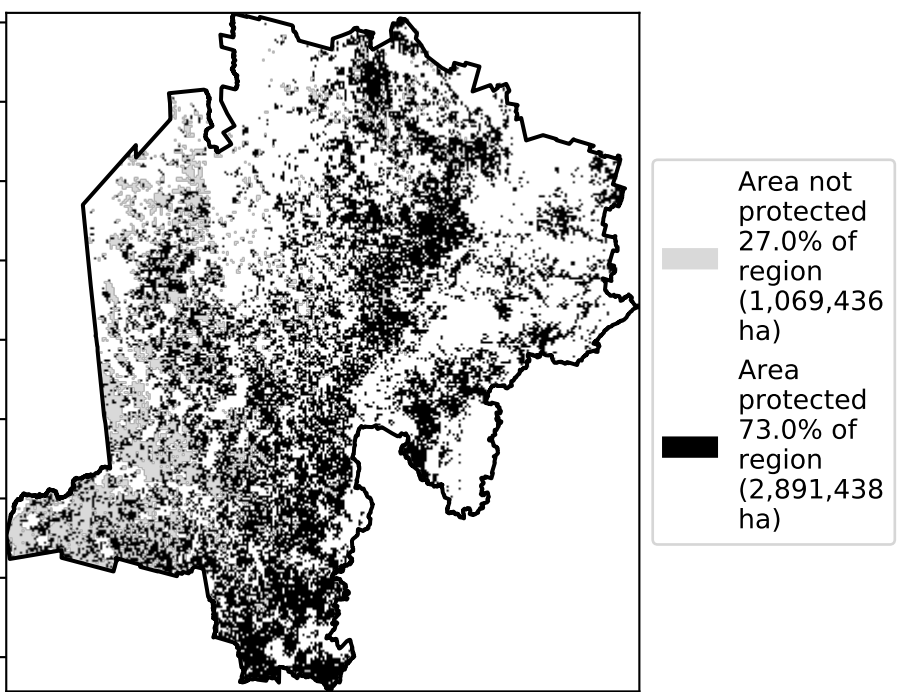 Area not
protected
27.0% of
region
(1,069,436
ha)
Area
protected
73.0% of
region
(2,891,438
ha)